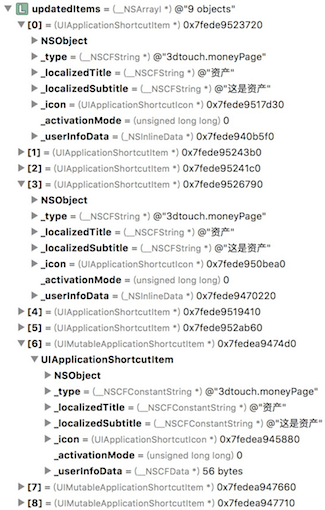 L updatedItems = (__NSArrayI *) @"9 objects"
[0] = (UIApplicationShortcutItem *) 0x7fede9523720
NSObject
_type = (__NSCFString *) @"3dtouch.moneyPage"
_localizedTitle = (__NSCFString *) @"资产"
_localizedSubtitle = (__NSCFString *) @"这是资产"
_icon = (UIApplicationShortcutIcon *) 0x7fede9517d30
_activationMode = (unsigned long long) 0
_userInfoData = (_NSInlineData *) 0x7fede940b5f0
[1] = (UIApplicationShortcutItem *) 0x7fede95243b0
[2] = (UIApplicationShortcutItem *) 0x7fede95241c0
[3] = (UIApplicationShortcutItem *) 0x7fede9526790
NSObject
_type = (__NSCFString *) @"3dtouch.moneyPage"
_localizedTitle = (__NSCFString *) @"资产"
_localizedSubtitle = (__NSCFString *) @"这是资产"
_icon = (UIApplicationShortcutIcon *) 0x7fede950bea0
_activationMode = (unsigned long long) 0
_userInfoData = (_NSInlineData *) 0x7fede9470220
[4] = (UIApplicationShortcutItem *) 0x7fede9519410
[5] = (UIApplicationShortcutItem *) 0x7fede952ab60
[6] = (UIMutableApplicationShortcutItem *) 0x7fedea9474d0
UIApplicationShortcutItem
NSObject
_type = (__NSCFConstantString *) @"3dtouch.moneyPage"
_localizedTitle = (__NSCFConstantString *) @"资产"
_localizedSubtitle = (__NSCFConstantString *) @"这是资产"
_icon = (UIApplicationShortcutIcon *) 0x7fedea945880
_activationMode = (unsigned long long) 0
_userInfoData = (__NSCFData *) 56 bytes
[7] = (UIMutableApplicationShortcutItem *) 0x7fedea947660
[8] = (UIMutableApplicationShortcutItem *) 0x7fedea947710